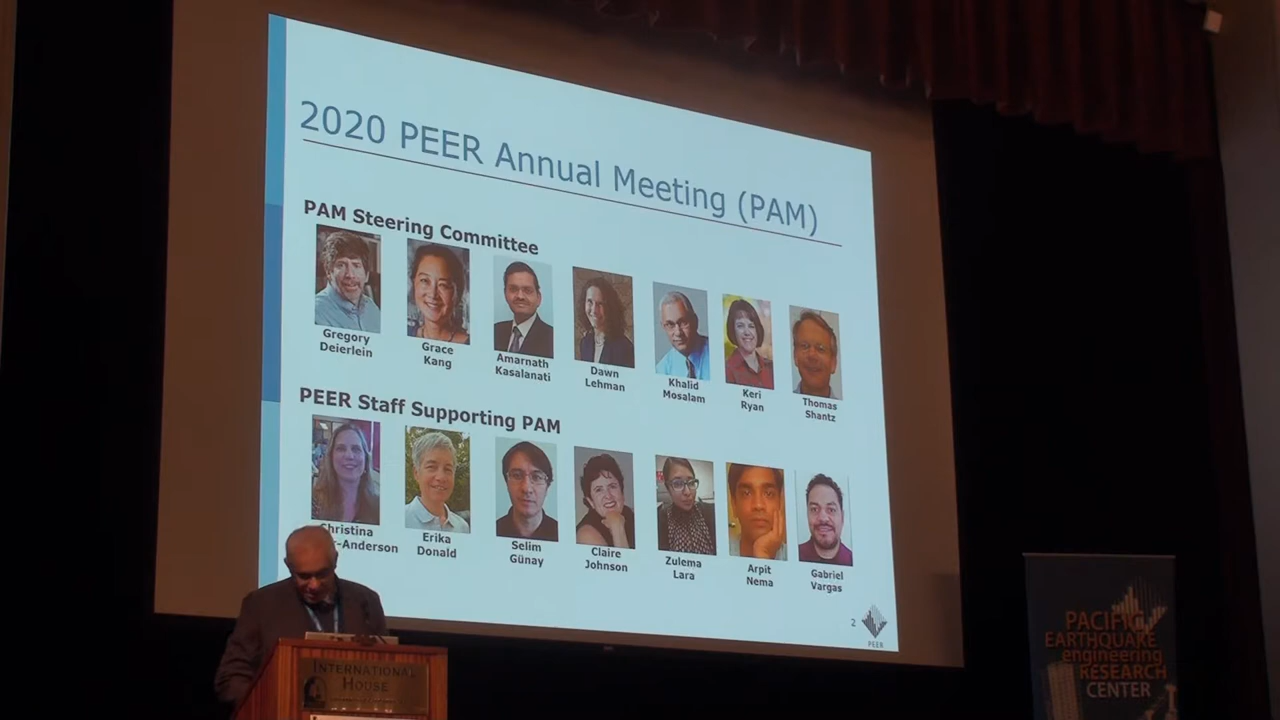 2020 PEER Annual Meeting (PAM)
PAM Steering Committee
Gregory
Deierlein
Grace
Kang
Amarnath
Kasalanati
Dawn
Lehman
Khalid
Mosalam
Keri
Ryan
Thomas
Shantz
PEER Staff Supporting PAM
Christina
-Anderson
Erika
Donald
Selim
Günay
Claire
Johnson
Zulema
Lara
Arpit
Nema
Gabriel
Vargas
2
PEER
INTERNATIONAL
HOUSE
PACIFIC
EARTHQUAKE
engineering
RESEARCH
CENTER